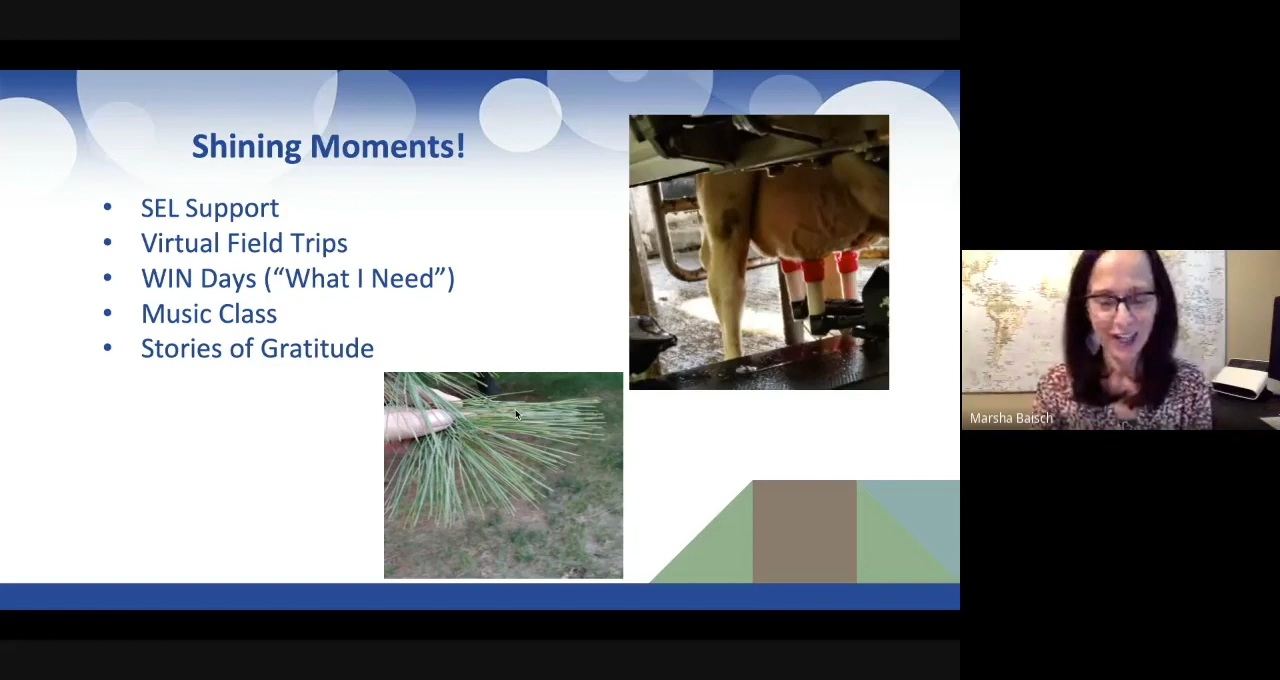 Shining Moments!
• SEL Support
• Virtual Field Trips
• WIN Days (“What I Need”)
• Music Class
• Stories of Gratitude
Marsha Baisch